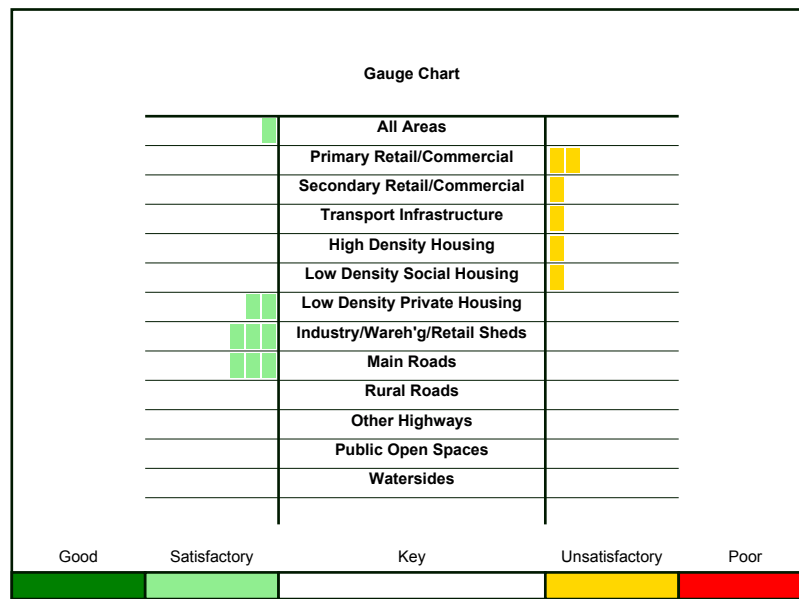 Gauge Chart
All Areas
Primary Retail/Commercial
Secondary Retail/Commercial
Transport Infrastructure
High Density Housing
Low Density Social Housing
Low Density Private Housing
Industry/Wareh'g/Retail Sheds
Main Roads
Rural Roads
Other Highways
Public Open Spaces
Watersides
Good Satisfactory Key Unsatisfactory Poor